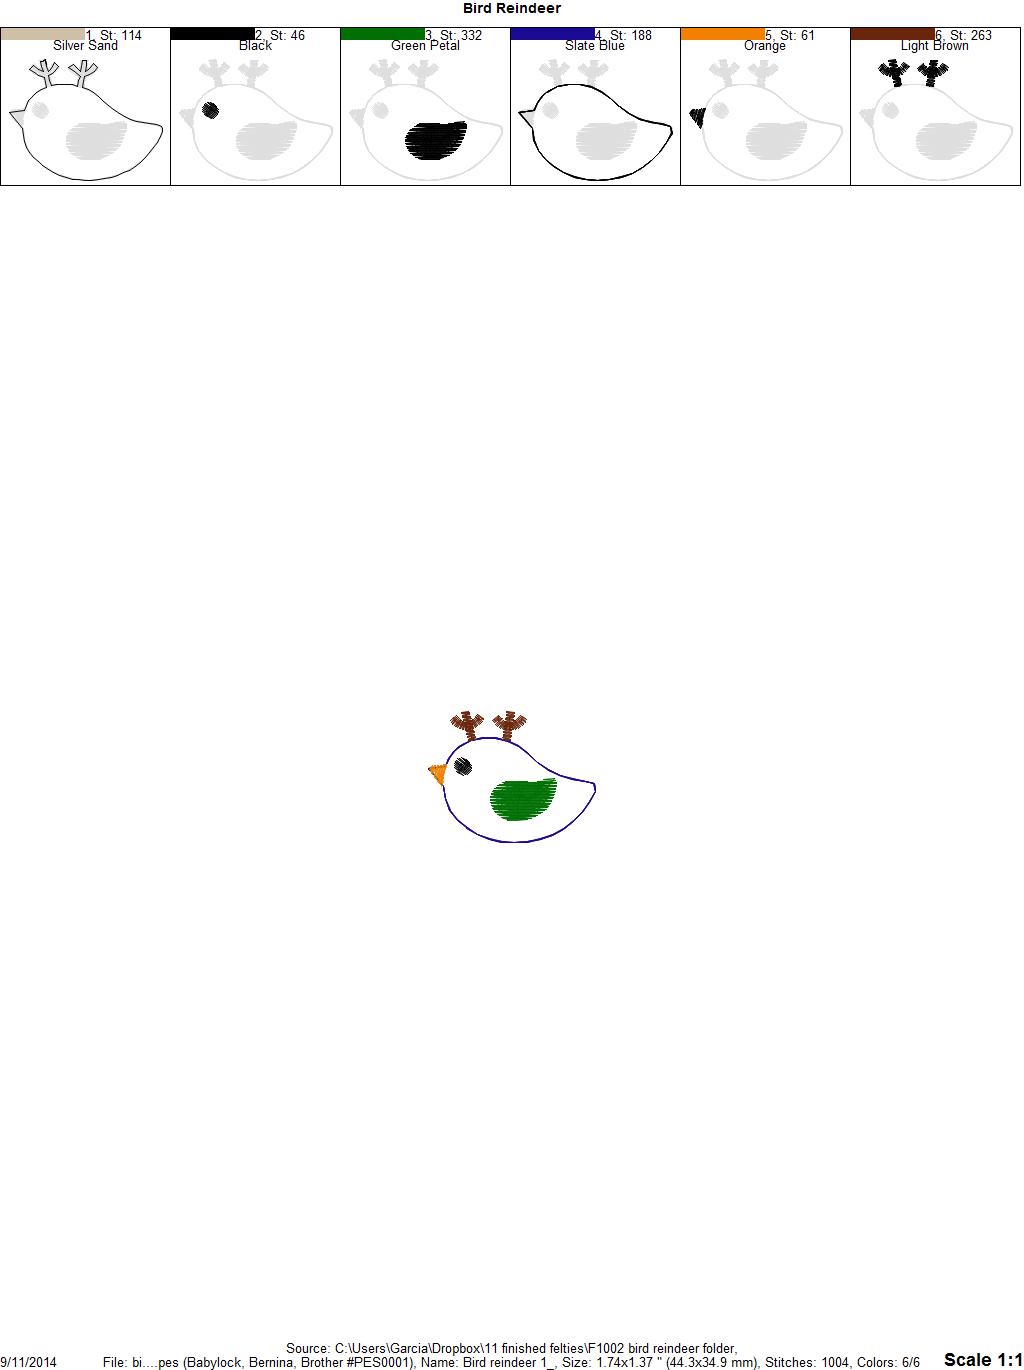 Bird Reindeer
1, St: 114
Silver Sand
2, St: 46
Black
3, St: 332
Green Petal
4, St: 188
Slate Blue
5, St: 61
Orange
6, St: 263
Light Brown
Source: C:\Users\Garcia\Dropbox\11 finished felties\F1002 bird reindeer folder,
9/11/2014 File: bi....pes (Babylock, Bernina, Brother #PES0001), Name: Bird reindeer 1_, Size: 1.74x1.37 " (44.3x34.9 mm), Stitches: 1004, Colors: 6/6 Scale 1:1